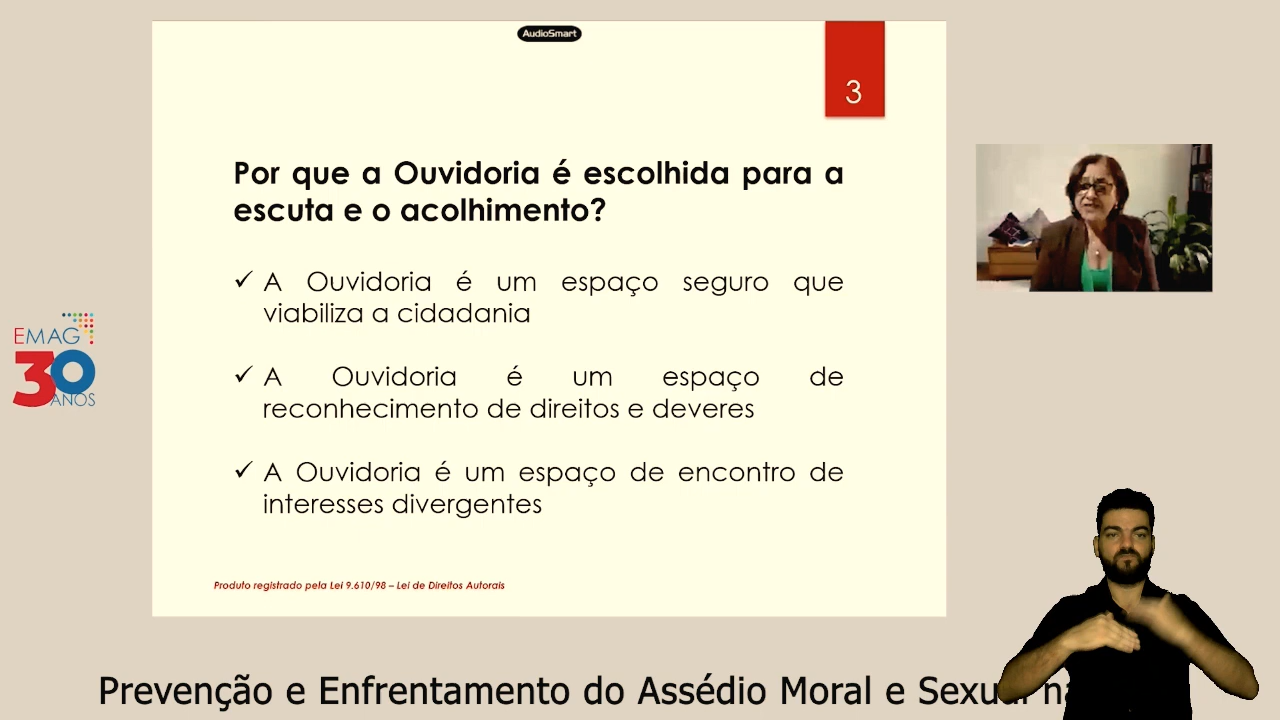 AudioSmart
3
Por que a Ouvidoria é escolhida para a
escuta e o acolhimento?
✓ A Ouvidoria é um espaço seguro que
viabiliza a cidadania
✓ A Ouvidoria é um espaço de
reconhecimento de direitos e deveres
✓ A Ouvidoria é um espaço de encontro de
interesses divergentes
Produto registrado pela Lei 9.610/98 – Lei de Direitos Autorais
EMAG
30
ANOS
Prevenção e Enfrentamento do Assédio Moral e Sexual